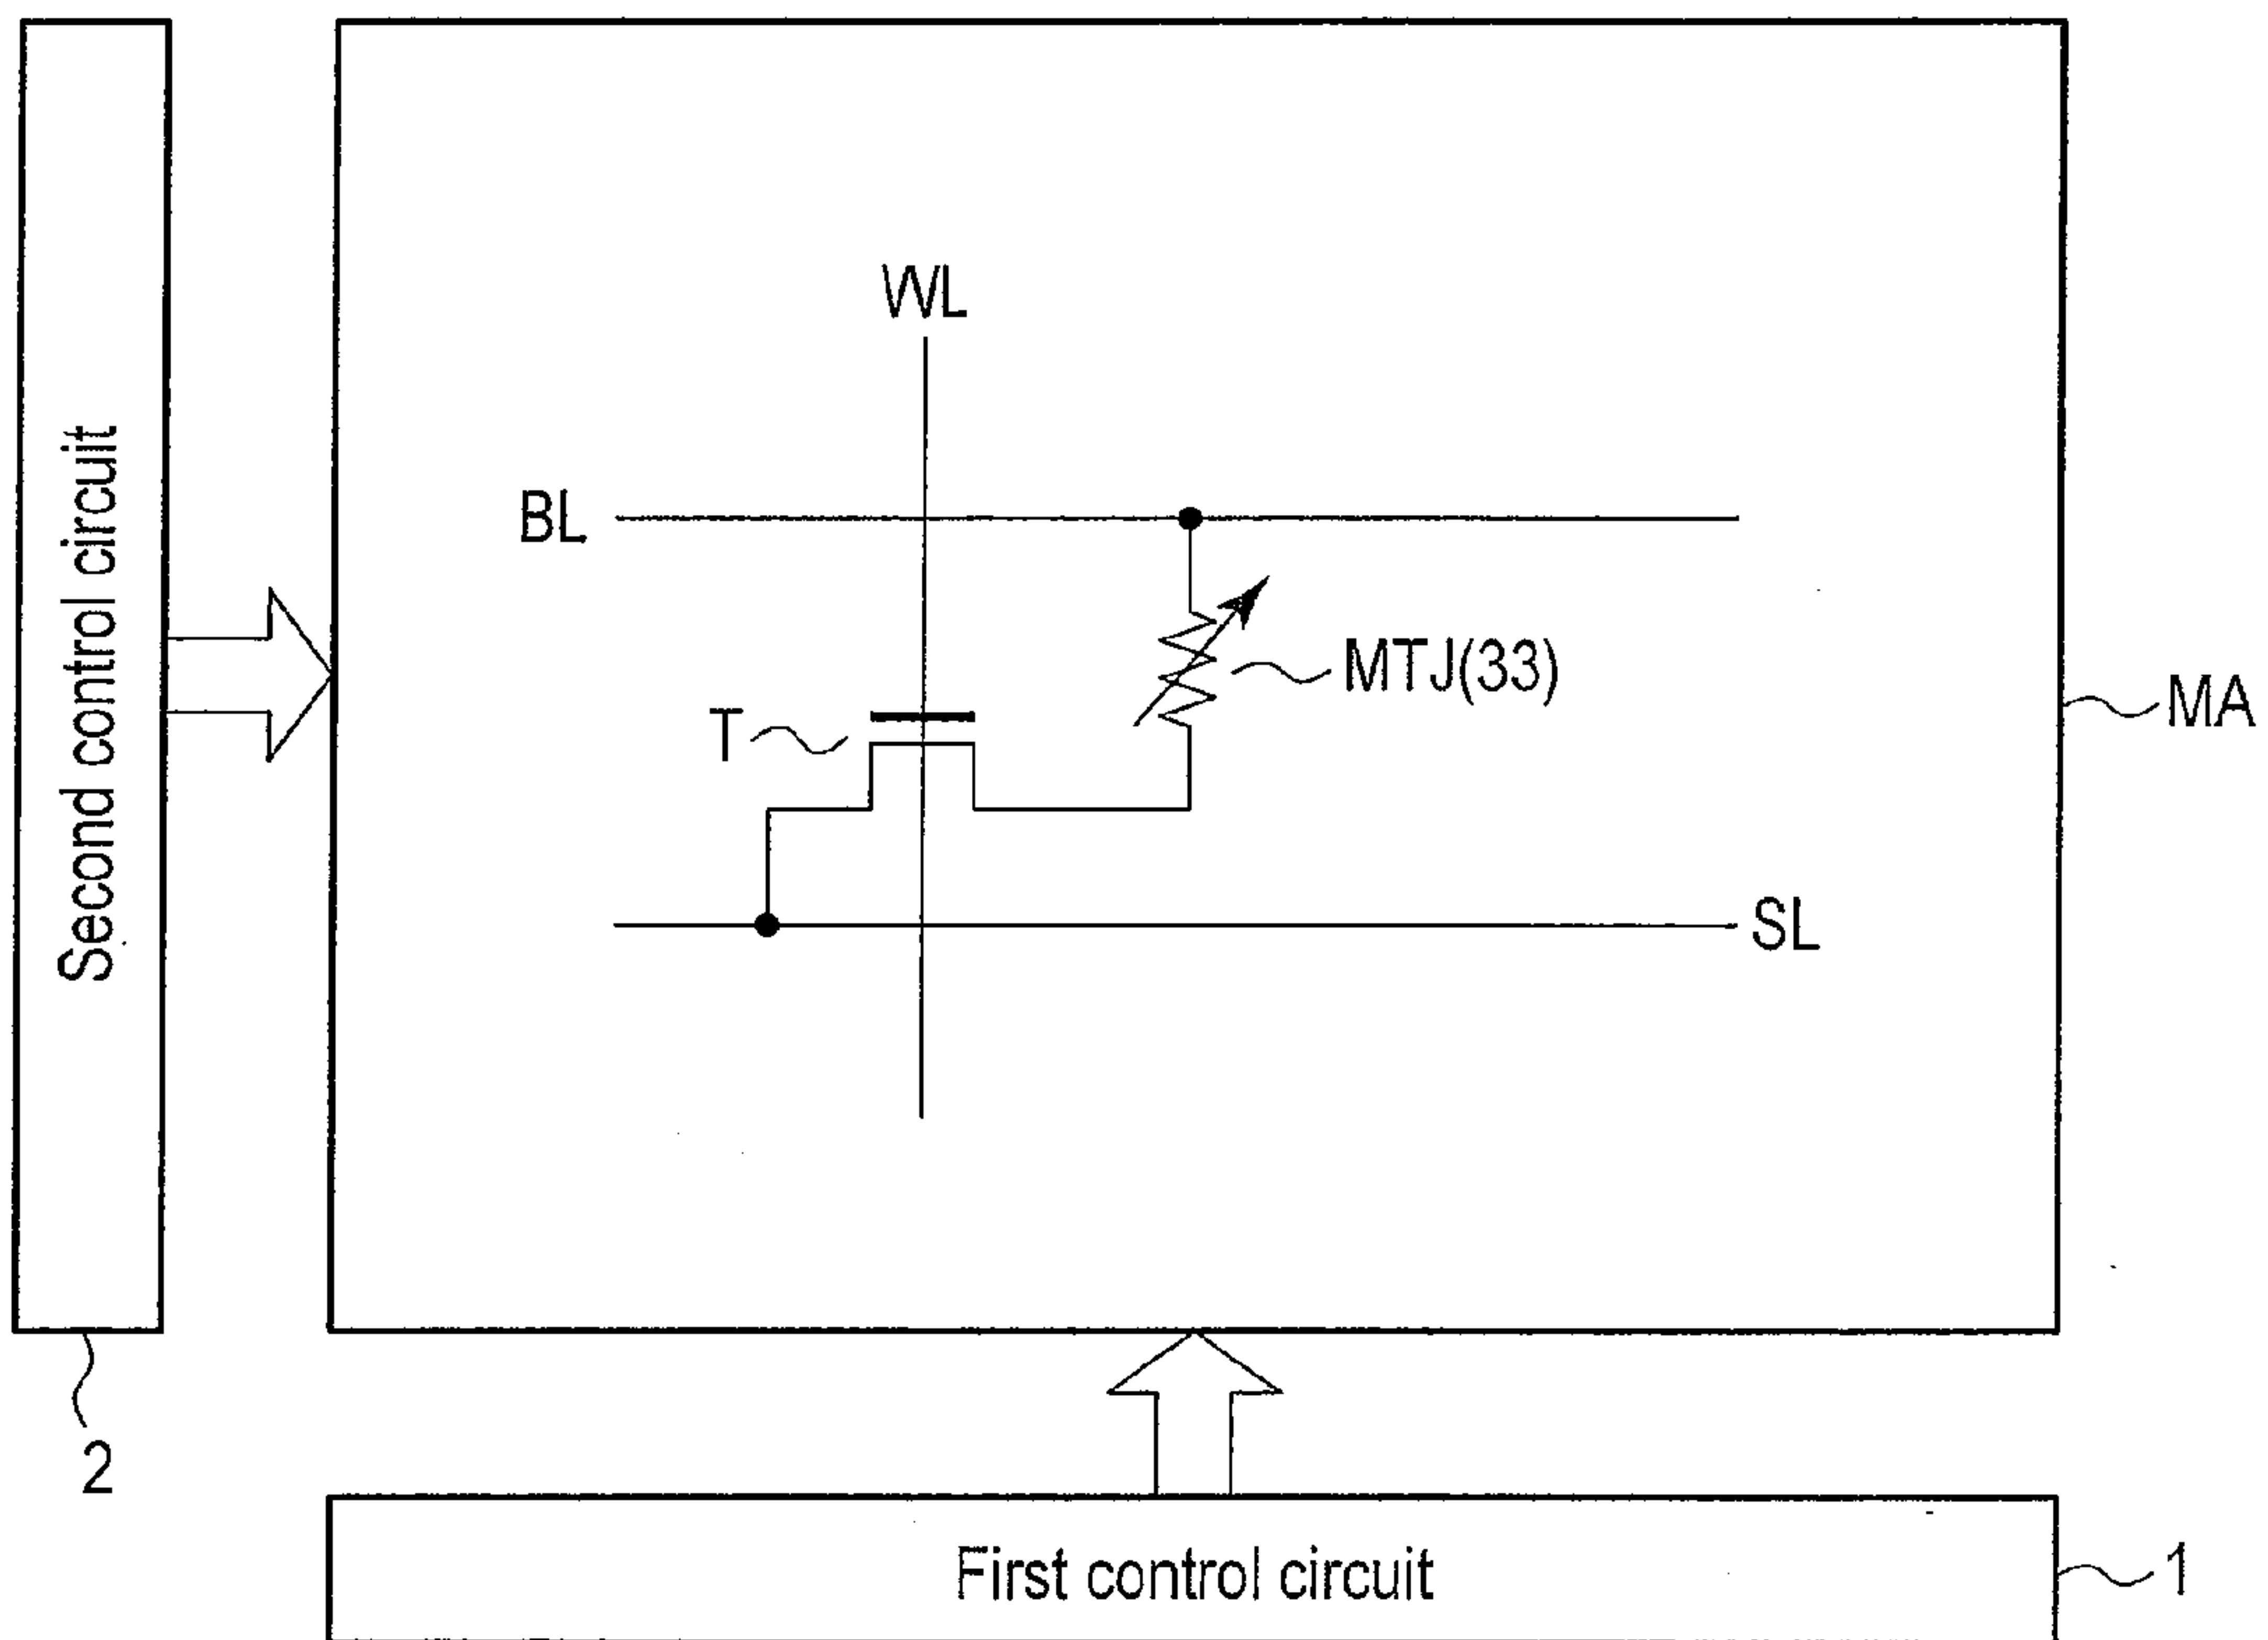 WL
BL
MTJ(33)
T
MA
SL
Second control circuit
2
First control circuit
1